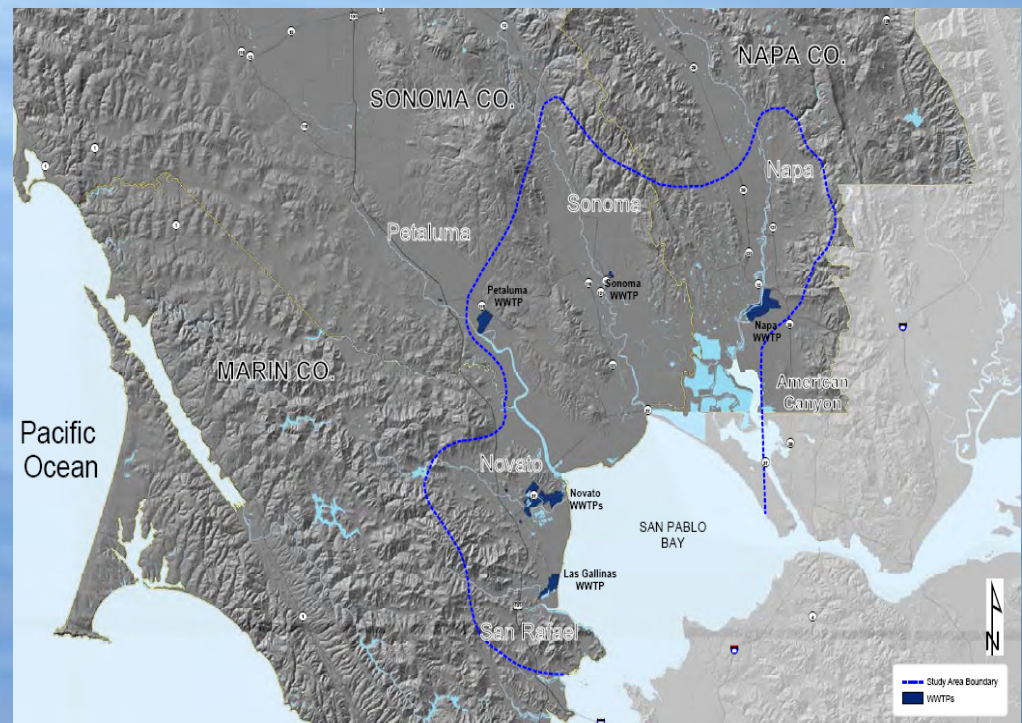 NAPA CO.
SONOMA CO.
Napa
Sonoma
Petaluma
Petaluma
WWTP
Sonoma
WWTP
Napa
WWTP
MARIN CO.
American
Canyon
Pacific
Ocean
Novato
Novato
WWTPs
SAN PABLO
BAY
Las Gallinas
WWTP
San Rafael
N
Study Area Boundary
WWTPs